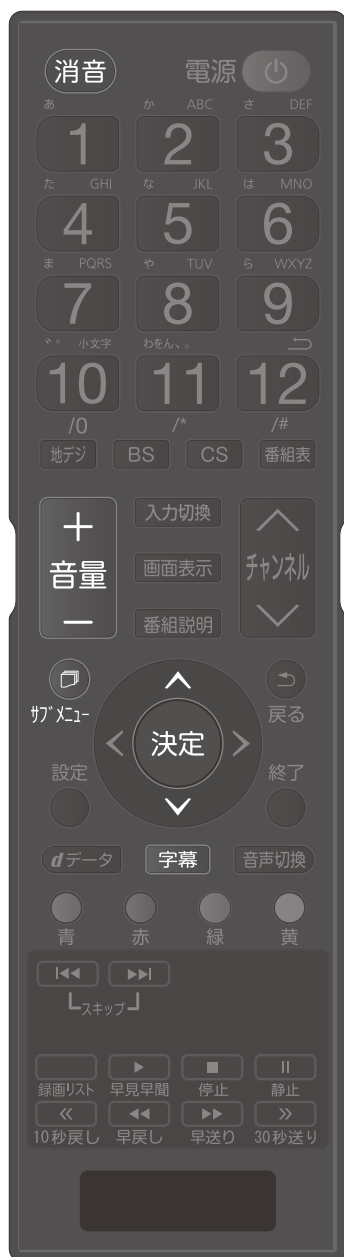 消音 電源
あ か ABC さ DEF
1 2 3
た GHI な JKL は MNO
4 5 6
ま PQRS や TUV ら WXYZ
7 8 9
゛゜ 小文字 わをん、。
10 11 12
/0 /* /#
地デジ BS CS 番組表
入力切換
＋
音量
－
画面表示
チャンネル
番組説明
サブメニュー 戻る
決定
設定 終了
dデータ 字幕 音声切換
青 赤 緑 黄
スキップ
録画リスト 早見早聞 停止 静止
10秒戻し 早戻し 早送り 30秒送り